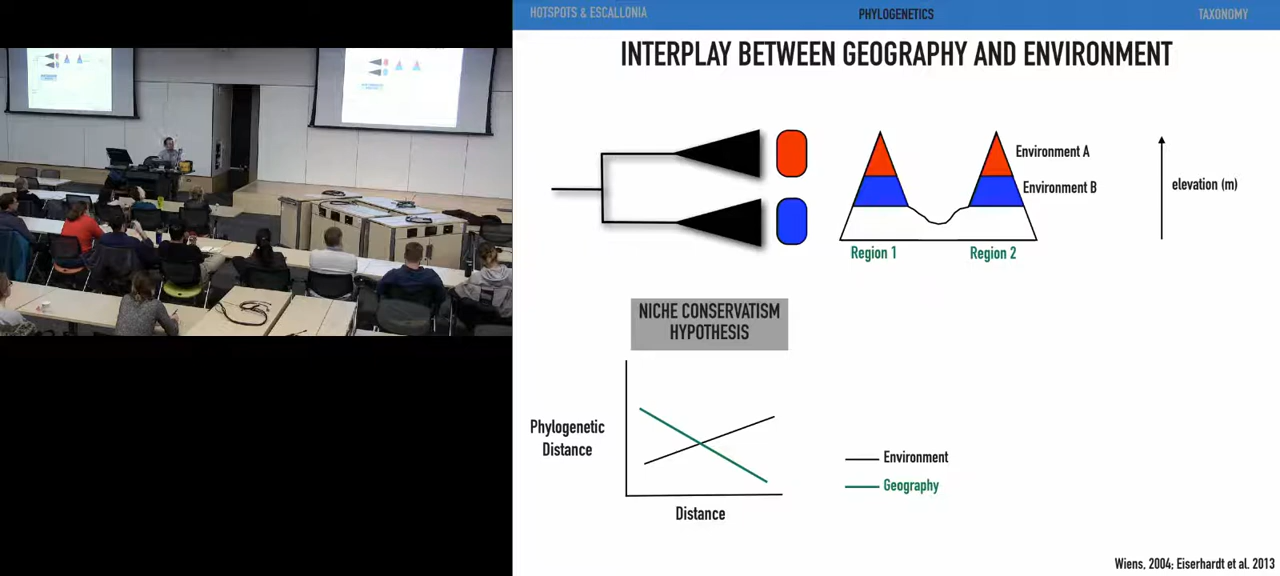 HOTSPOTS & ESCALLONIA
PHYLOGENETICS
TAXONOMY
INTERPLAY BETWEEN GEOGRAPHY AND ENVIRONMENT
Environment A
Environment B
elevation (m)
Region 1
Region 2
NICHE CONSERVATISM
HYPOTHESIS
Phylogenetic
Distance
Environment
Geography
Distance
Wiens, 2004; Eiserhardt et al. 2013